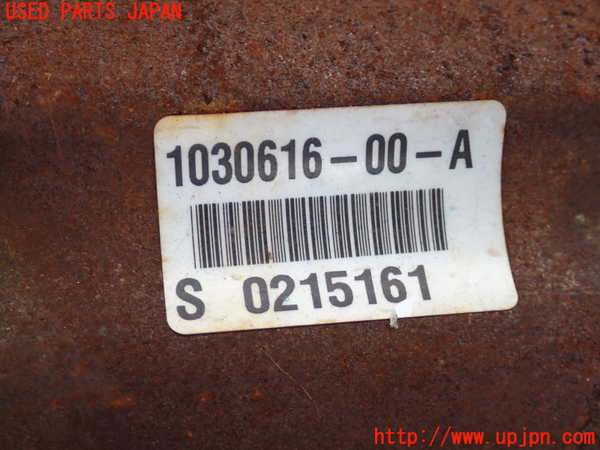 USED PARTS JAPAN
1030616-00-A
S 0215161
http://www.upjpn.com/